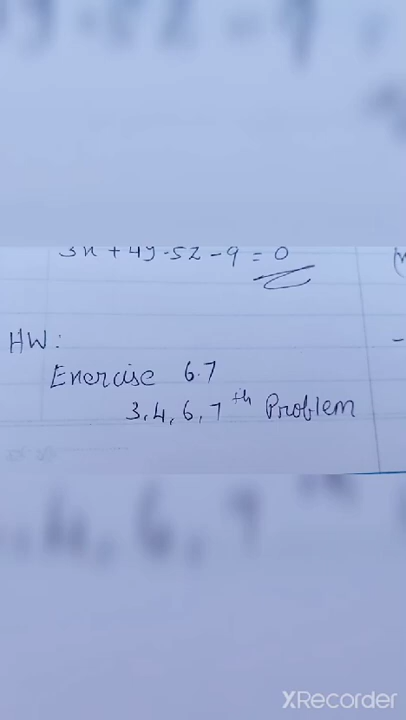 3x + 4y - 5z - 9 = 0
HW:
Exercise 6.7
3, 4, 6, 7th Problem
XRecorder